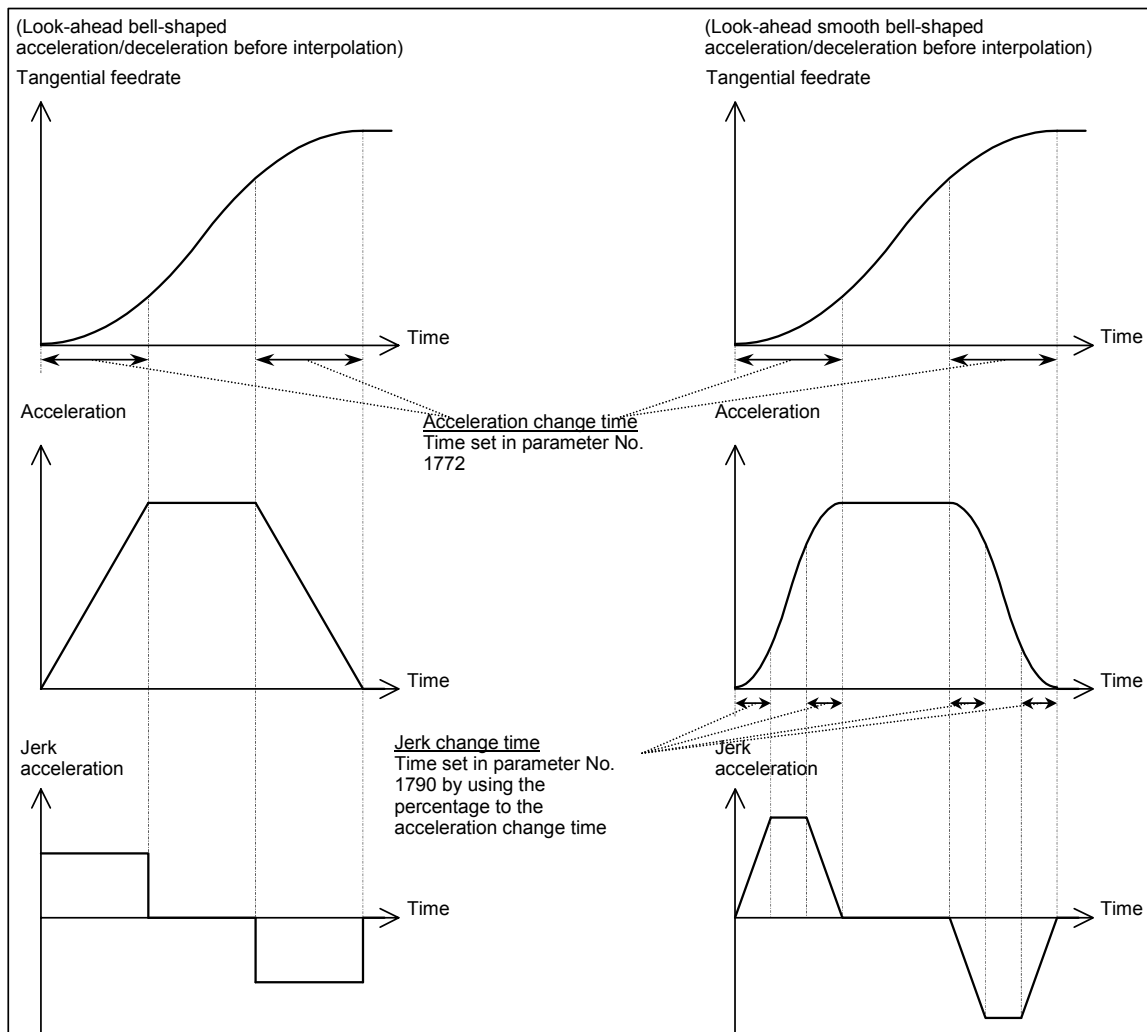 (Look-ahead bell-shaped
acceleration/deceleration before interpolation)
Tangential feedrate
Time
(Look-ahead smooth bell-shaped
acceleration/deceleration before interpolation)
Tangential feedrate
Time
Acceleration change time
Time set in parameter No.
1772
Acceleration
Time
Acceleration
Time
Jerk change time
Time set in parameter No.
1790 by using the
percentage to the
acceleration change time
Jerk
acceleration
Time
Jerk
acceleration
Time